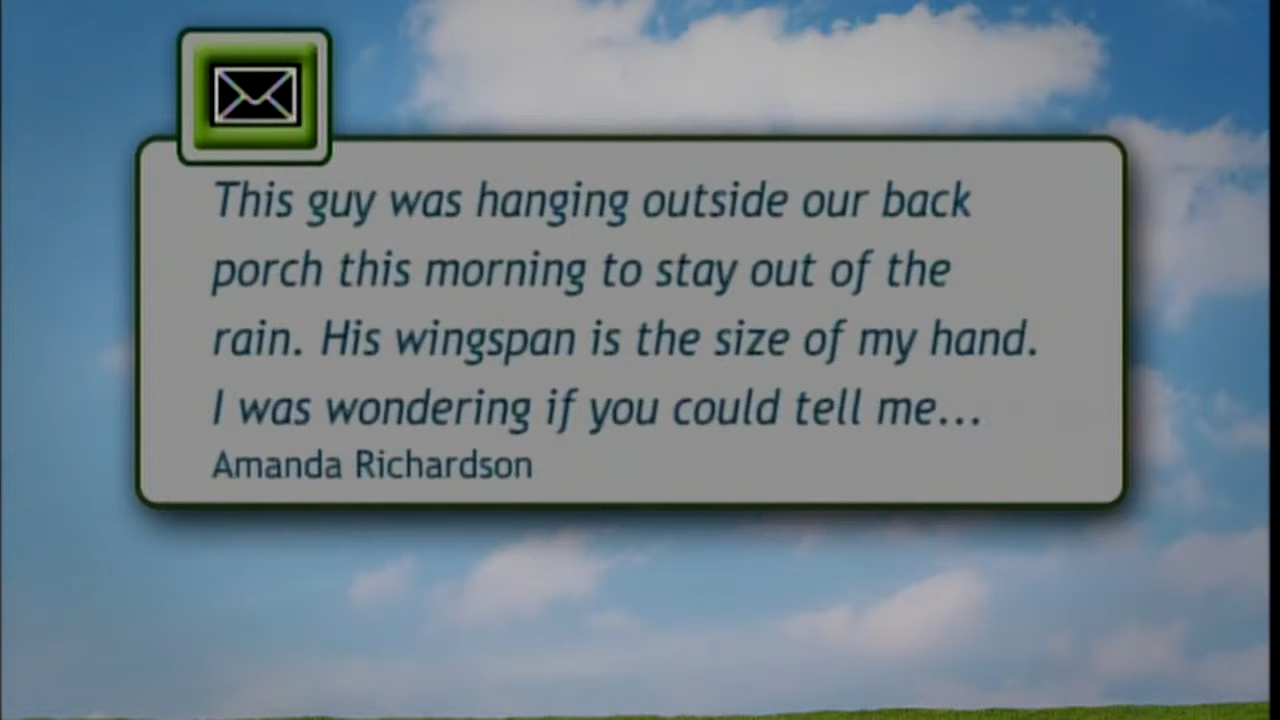 This guy was hanging outside our back
porch this morning to stay out of the
rain. His wingspan is the size of my hand.
I was wondering if you could tell me...
Amanda Richardson